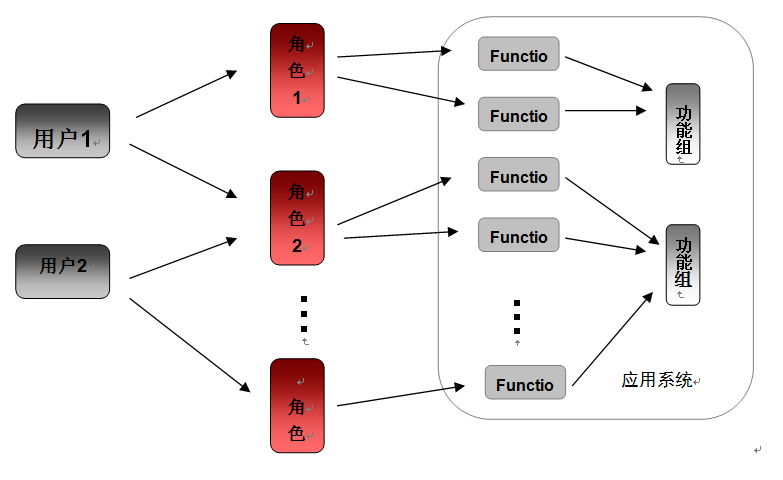 用户1
用户2
角
色
1
角
色
2
角
色
Functio
Functio
Functio
Functio
Functio
功能组
功能组
应用系统